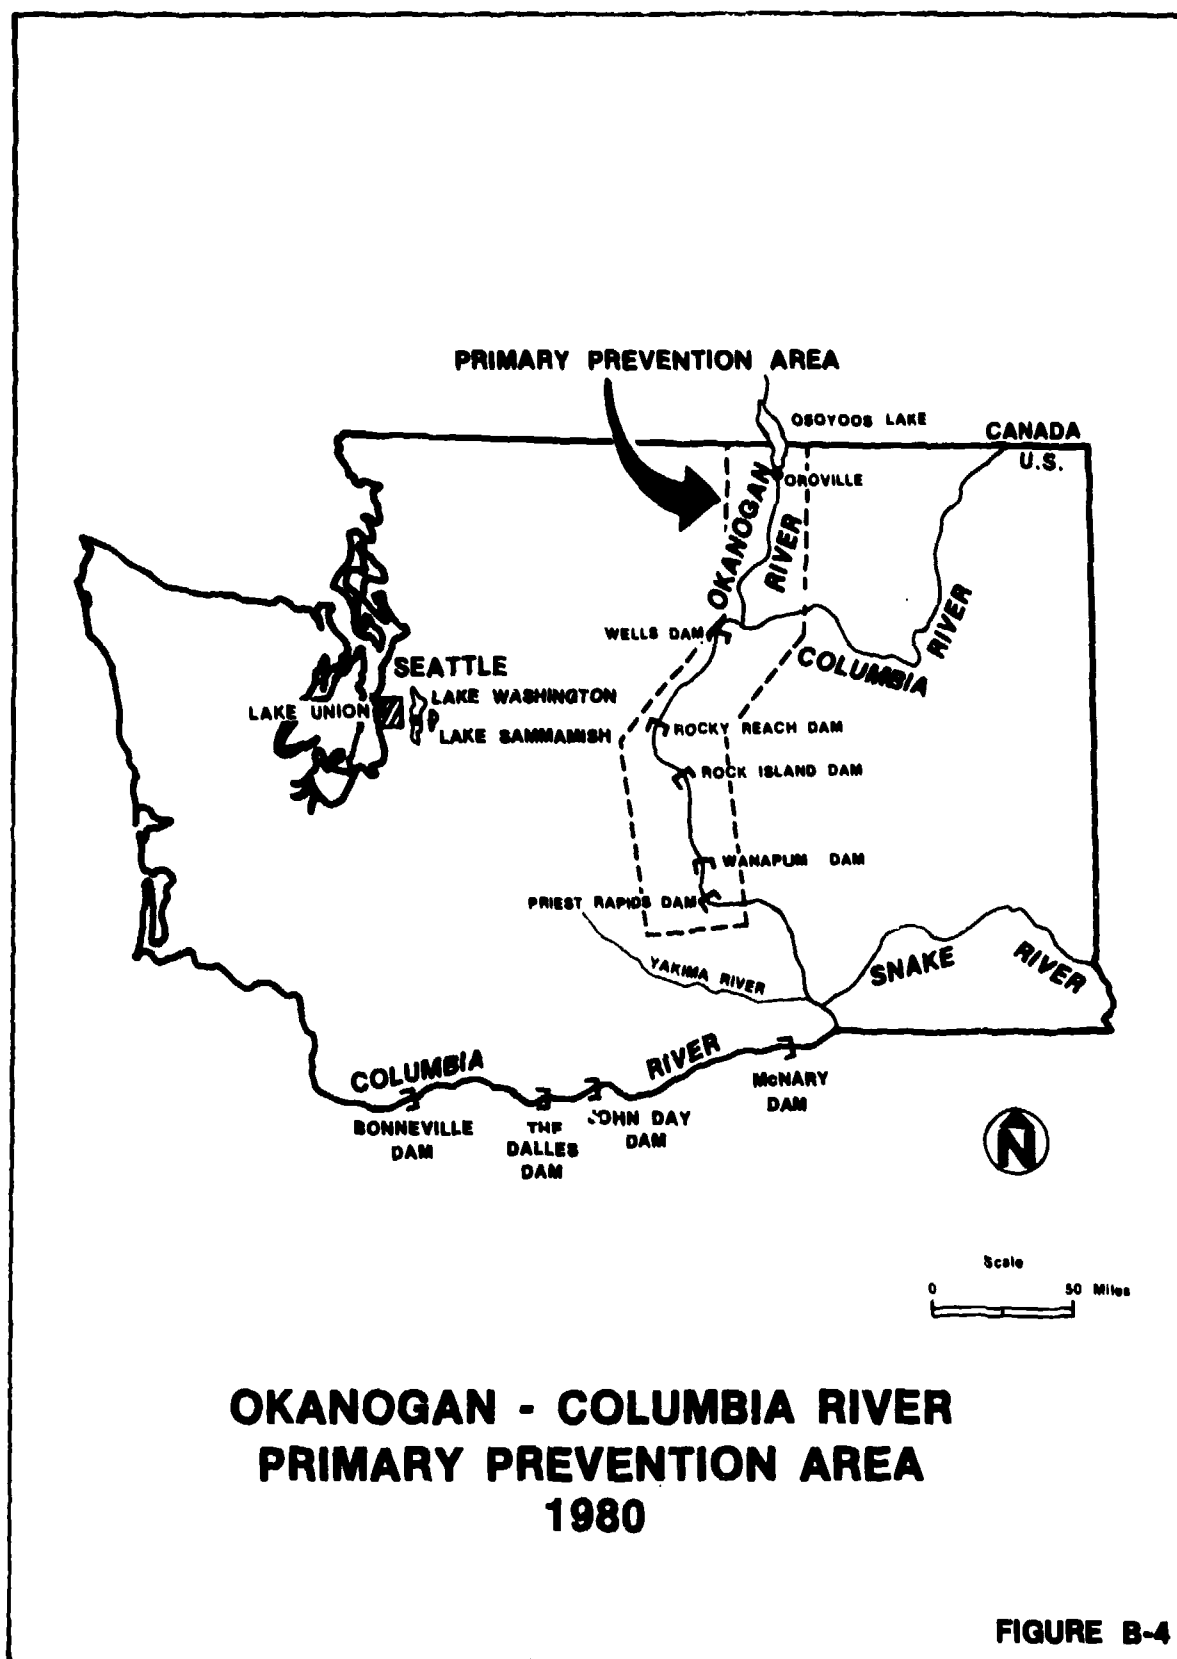 PRIMARY PREVENTION AREA
OSOYOOS LAKE
CANADA
U.S.
OROVILLE
OKANOGAN
RIVER
WELLS DAM
COLUMBIA
RIVER
SEATTLE
LAKE WASHINGTON
LAKE UNION
LAKE SAMMAMISH
ROCKY REACH DAM
ROCK ISLAND DAM
WANAPUM DAM
PRIEST RAPIDS DAM
YAKIMA RIVER
SNAKE RIVER
COLUMBIA RIVER
BONNEVILLE
DAM
THE
DALLES
DAM
JOHN DAY
DAM
McNARY
DAM
N
Scale
0 50 Miles
OKANOGAN - COLUMBIA RIVER
PRIMARY PREVENTION AREA
1980
FIGURE B-4